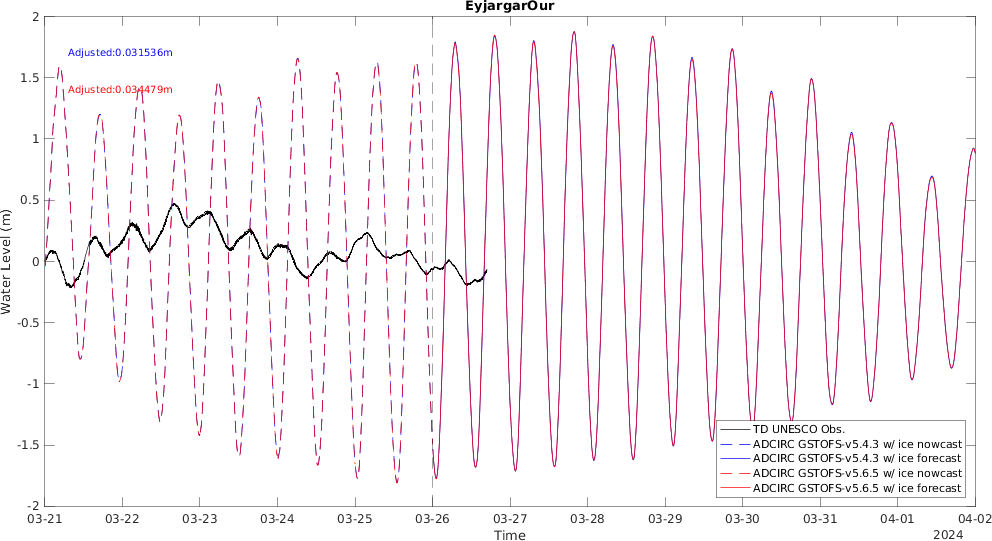 EyjargarOur
Adjusted:0.031536m
Adjusted:0.034479m
Water Level (m)
2
1.5
1
0.5
0
-0.5
-1
-1.5
-2
TD UNESCO Obs.
ADCIRC GSTOFS-v5.4.3 w/ ice nowcast
ADCIRC GSTOFS-v5.4.3 w/ ice forecast
ADCIRC GSTOFS-v5.6.5 w/ ice nowcast
ADCIRC GSTOFS-v5.6.5 w/ ice forecast
03-21 03-22 03-23 03-24 03-25 03-26 03-27 03-28 03-29 03-30 03-31 04-01 04-02
Time
2024